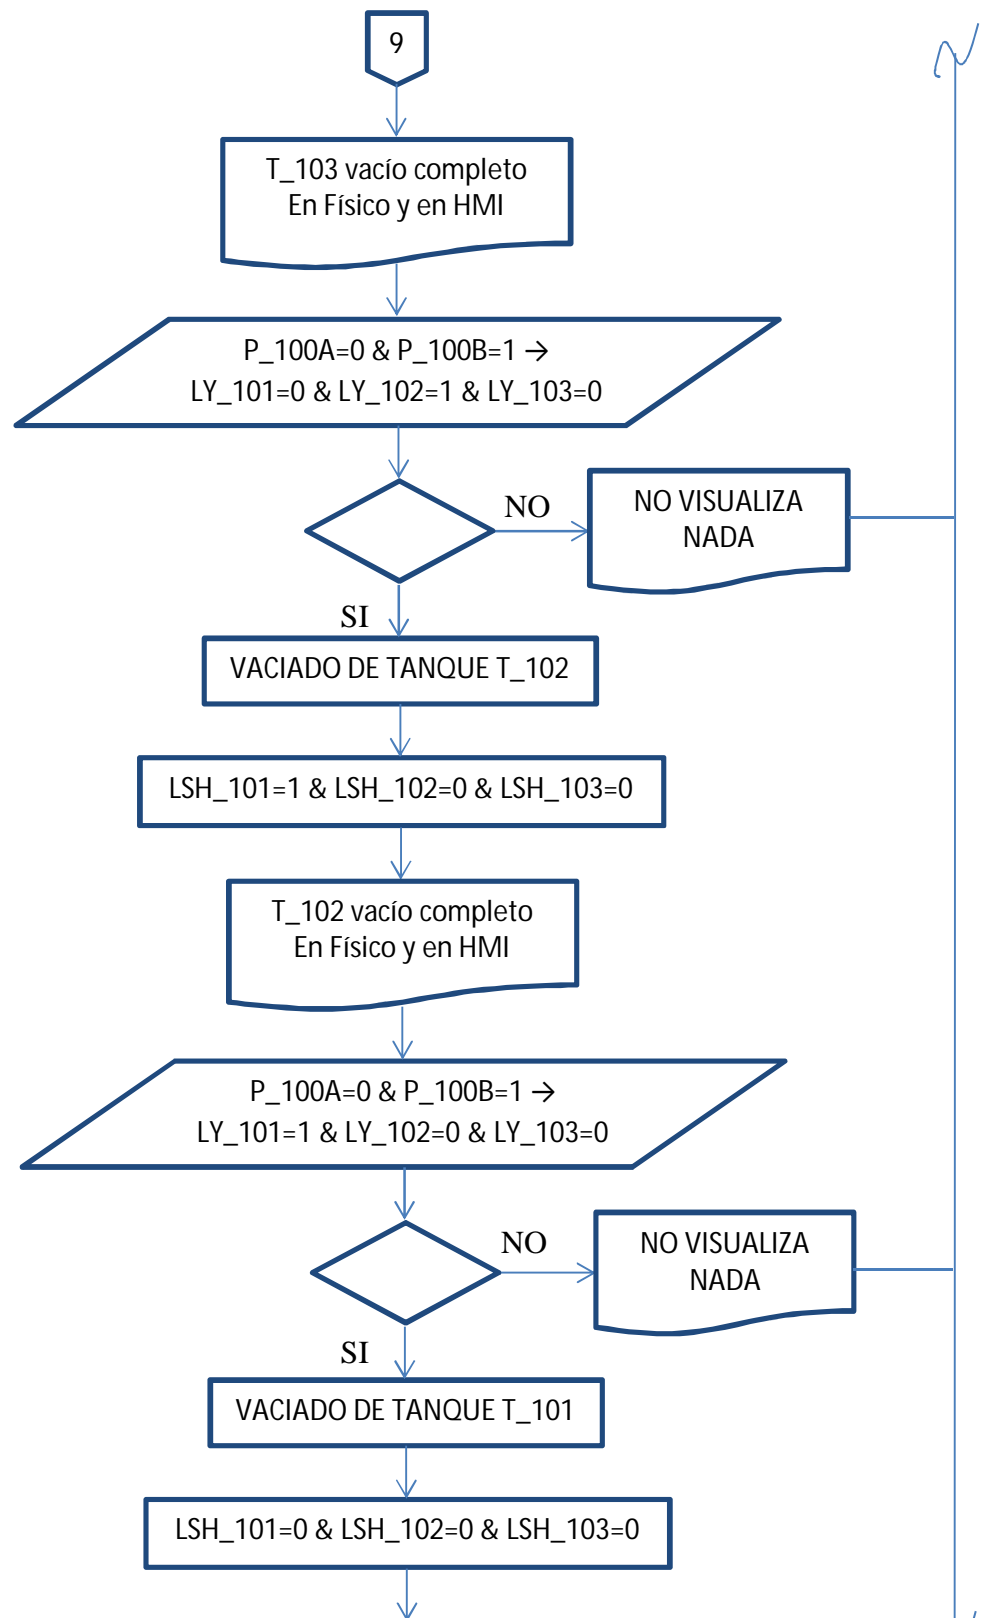 9
T_103 vacío completo
En Físico y en HMI
P_100A=0 & P_100B=1 →
LY_101=0 & LY_102=1 & LY_103=0
NO
NO VISUALIZA
NADA
SI
VACIADO DE TANQUE T_102
LSH_101=1 & LSH_102=0 & LSH_103=0
T_102 vacío completo
En Físico y en HMI
P_100A=0 & P_100B=1 →
LY_101=1 & LY_102=0 & LY_103=0
NO
NO VISUALIZA
NADA
SI
VACIADO DE TANQUE T_101
LSH_101=0 & LSH_102=0 & LSH_103=0